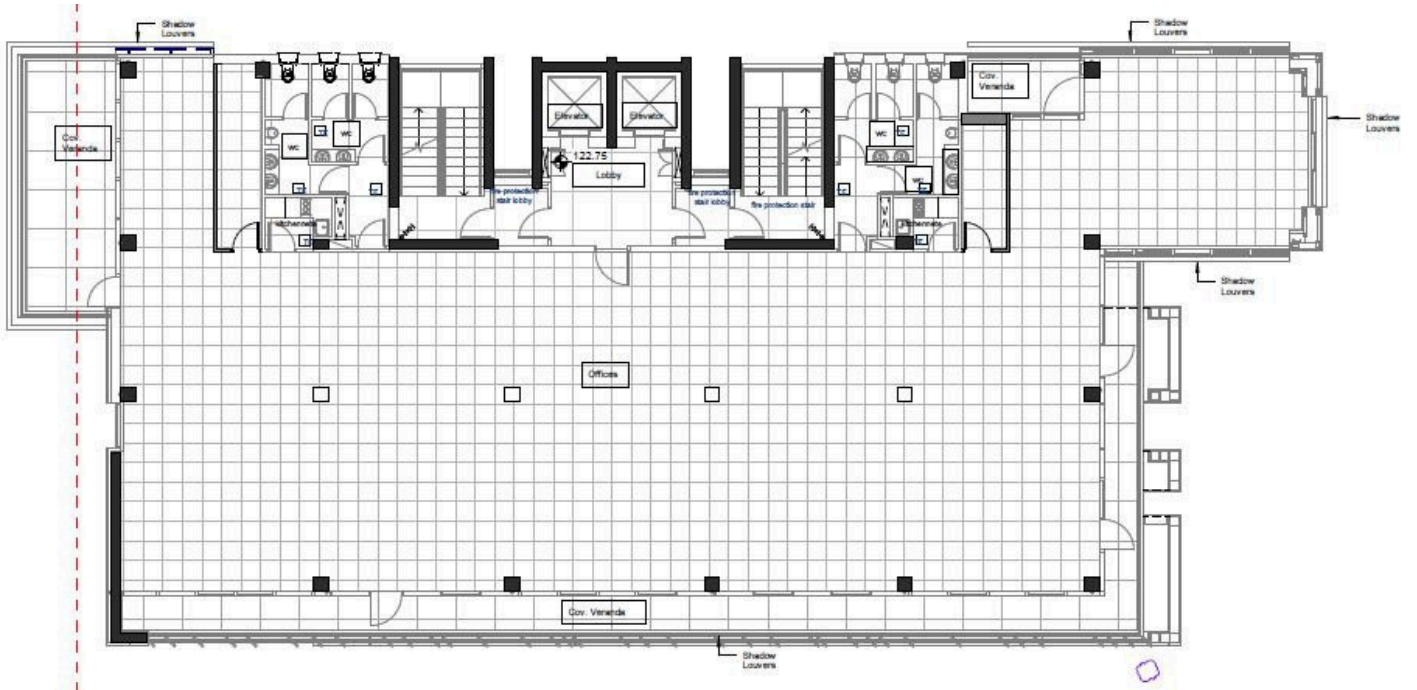 Shadow
Louvers
Shadow
Louvers
Cov.
Veranda
Shadow
Louvers
Elevator
Elevator
Cov.
Veranda
WC
WC
WC
WC
122.75
Lobby
fire protection
stair lobby
fire protection
stair lobby
fire protection stair
kitchenette
kitchenette
Shadow
Louvers
Offices
Cov. Veranda
Shadow
Louvers